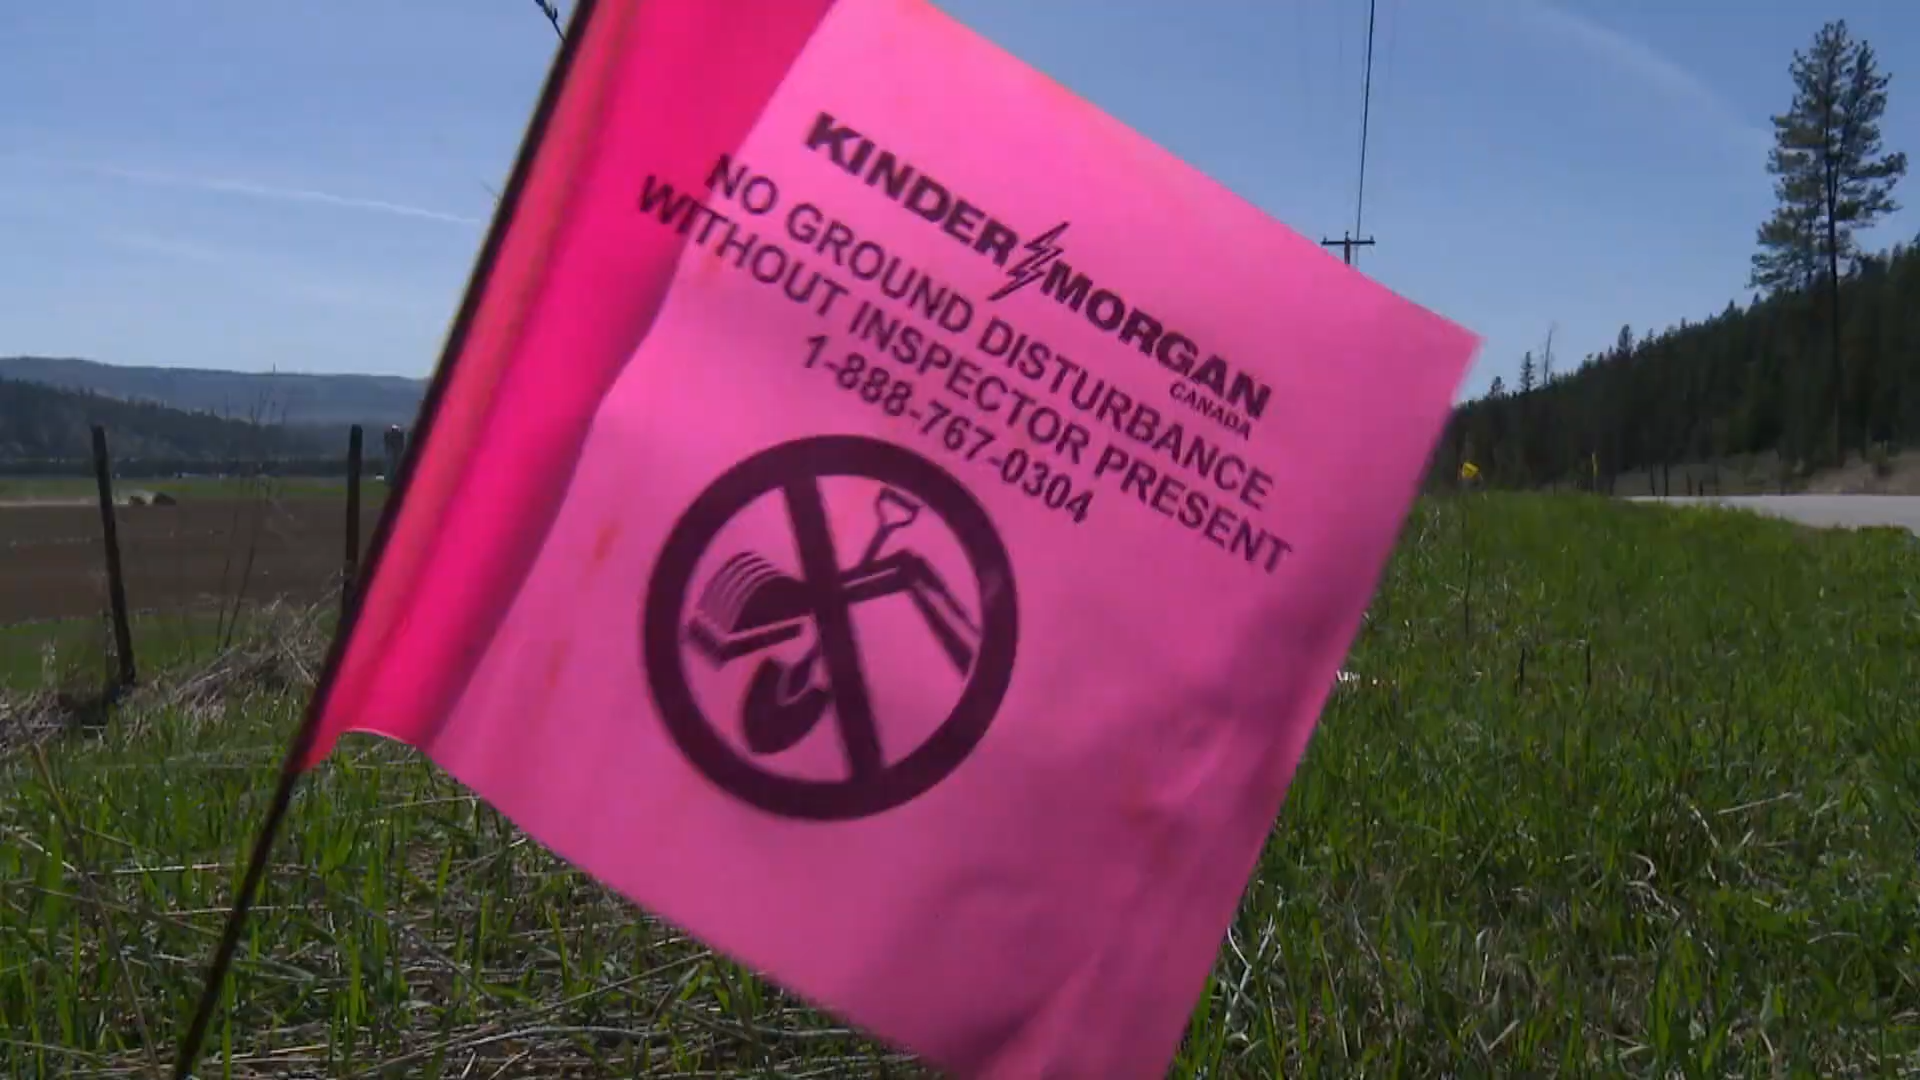 KINDER MORGAN
CANADA
NO GROUND DISTURBANCE
WITHOUT INSPECTOR PRESENT
1-888-767-0304